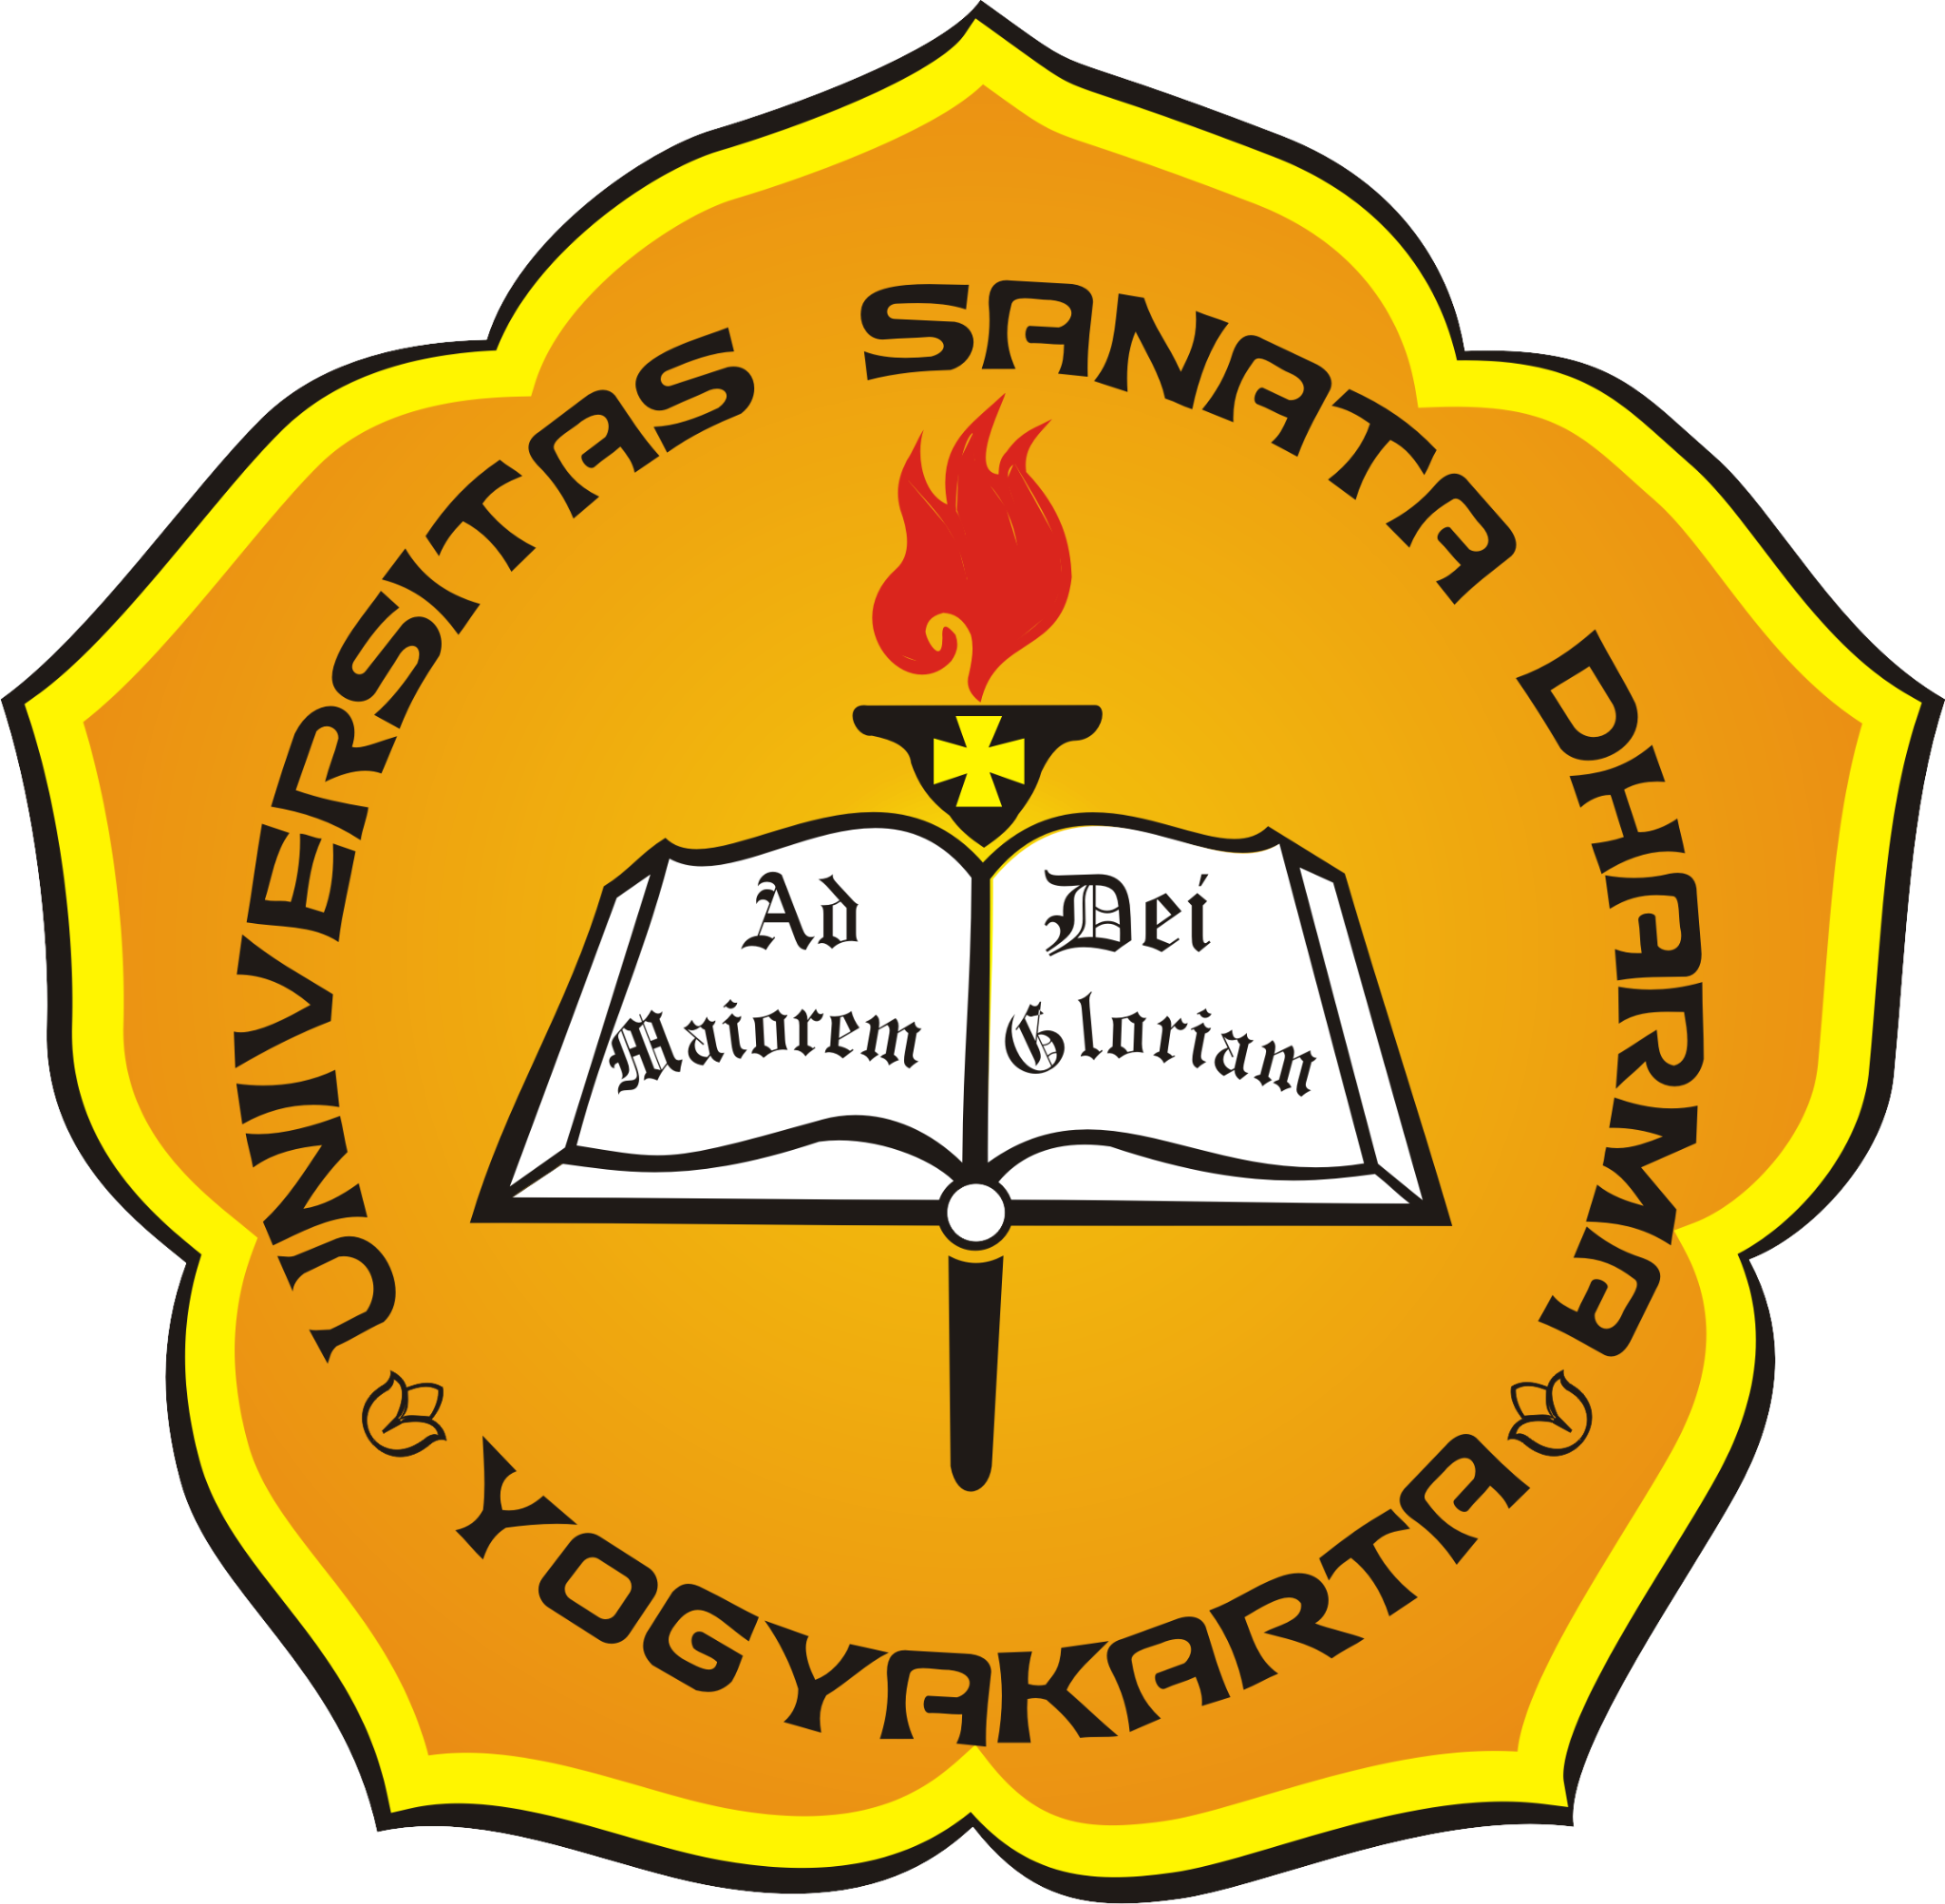 UNIVERSITAS SANATA DHARMA
Ad
Maiorem
Dei
Gloriam
YOGYAKARTA